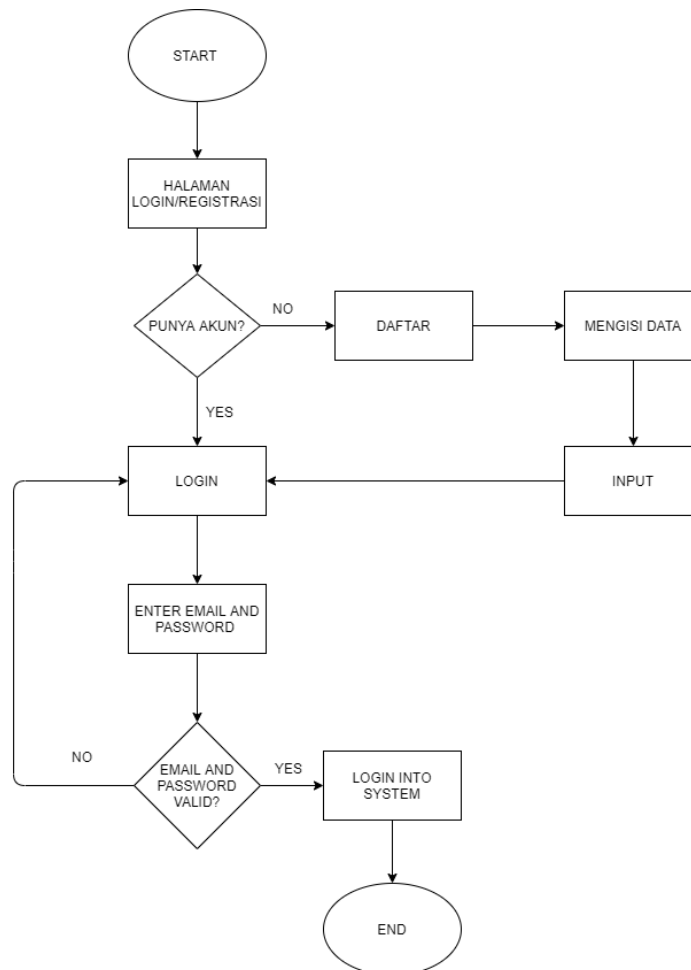 START
HALAMAN
LOGIN/REGISTRASI
PUNYA AKUN?
NO
DAFTAR
MENGISI DATA
YES
LOGIN
INPUT
ENTER EMAIL AND
PASSWORD
NO
EMAIL AND
PASSWORD
VALID?
YES
LOGIN INTO
SYSTEM
END